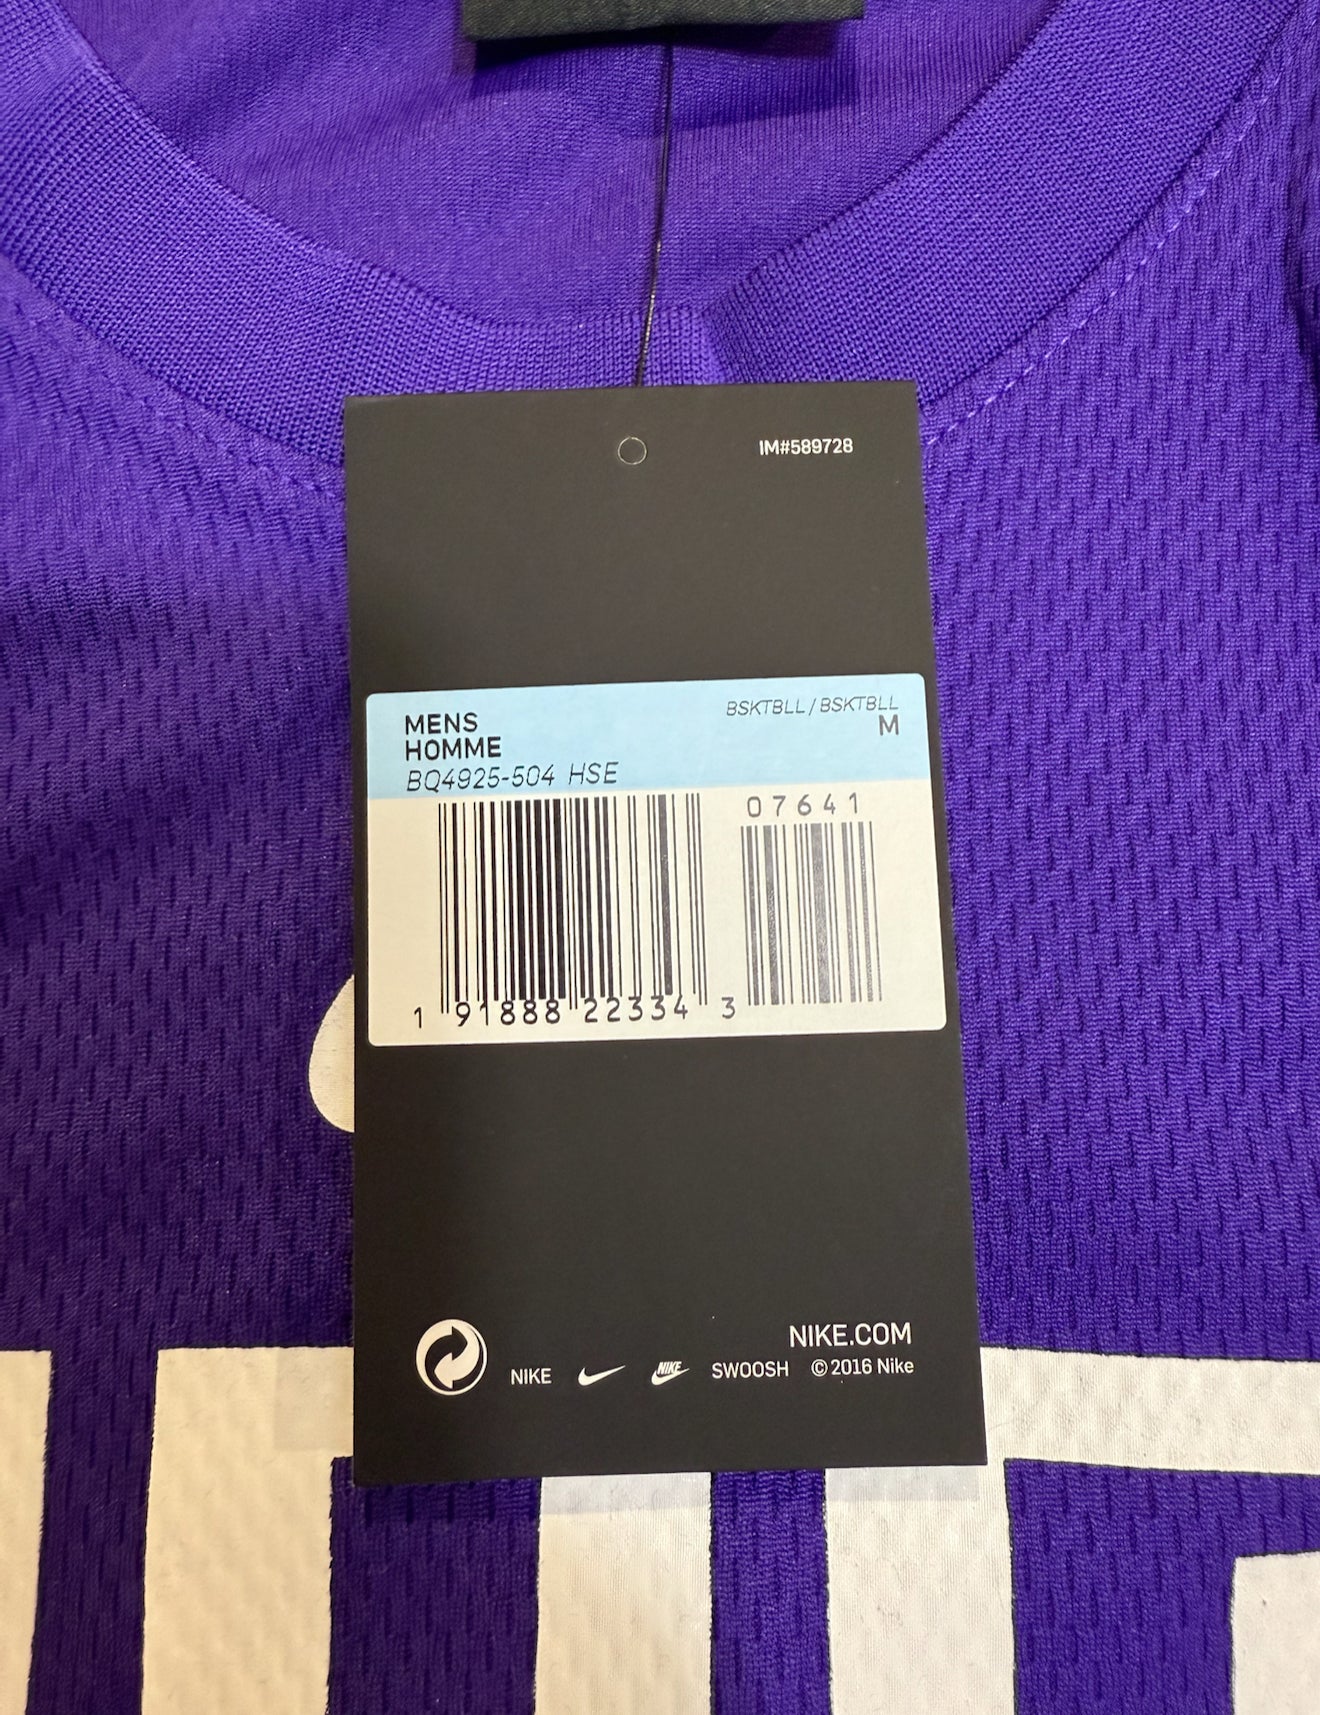 IM#589728
MENS
HOMME
BSKTBLL / BSKTBLL
M
BQ4925-504 HSE
07641
1 91888 22334 3
NIKE.COM
NIKE NIKE SWOOSH © 2016 Nike